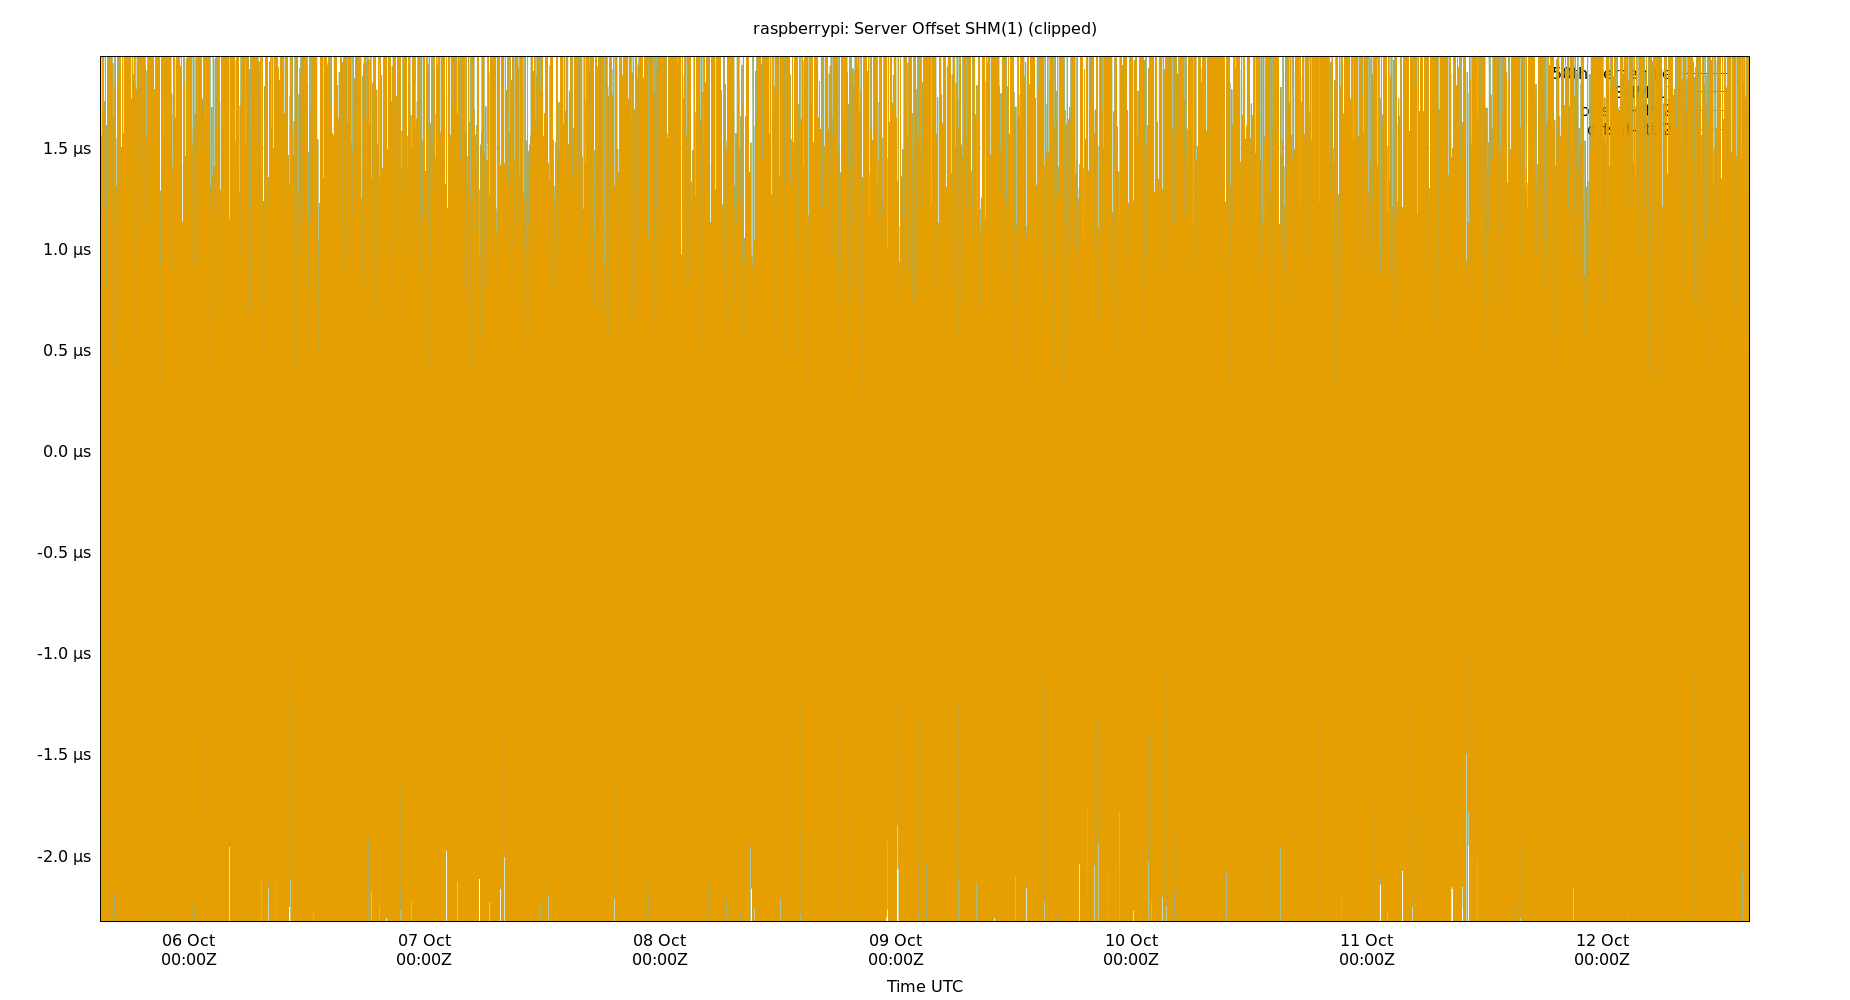 raspberrypi: Server Offset SHM(1) (clipped)
1.5 µs
1.0 µs
0.5 µs
0.0 µs
-0.5 µs
-1.0 µs
-1.5 µs
-2.0 µs
06 Oct 07 Oct 08 Oct 09 Oct 10 Oct 11 Oct 12 Oct
00:00Z 00:00Z 00:00Z 00:00Z 00:00Z 00:00Z 00:00Z
Time UTC